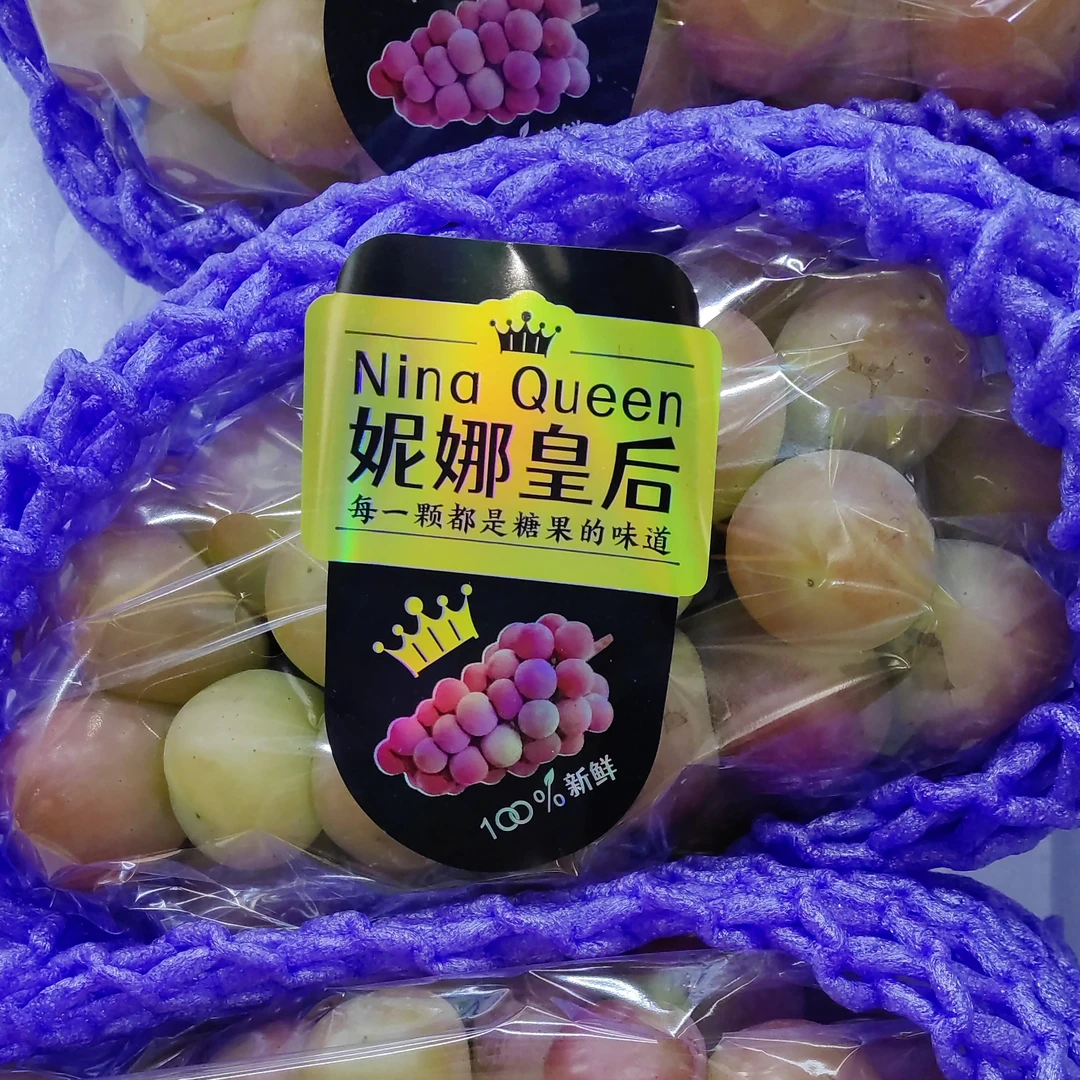 Nina Queen
妮娜皇后
每一颗都是糖果的味道
100%新鲜